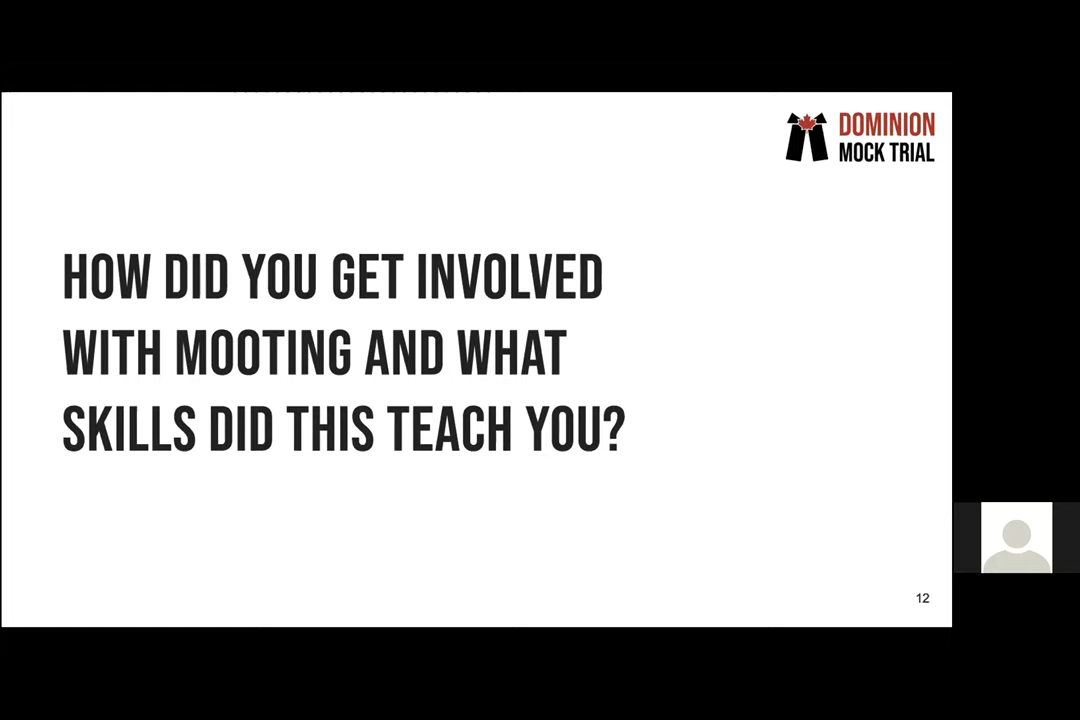 DOMINION
MOCK TRIAL
HOW DID YOU GET INVOLVED
WITH MOOTING AND WHAT
SKILLS DID THIS TEACH YOU?
12